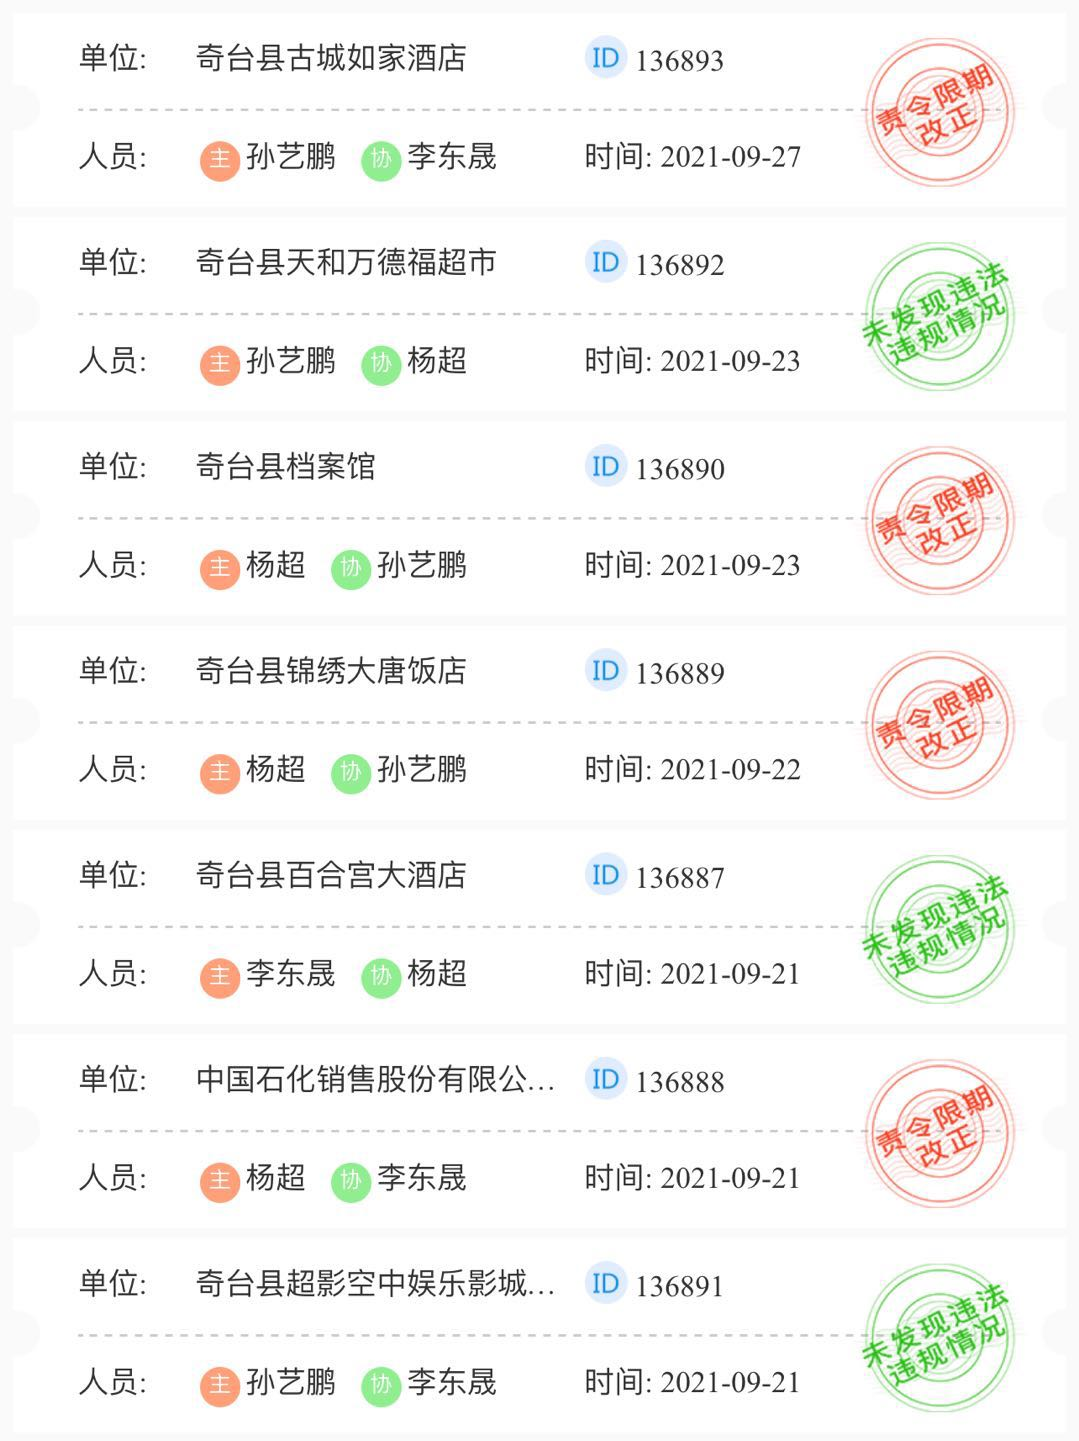 单位: 奇台县古城如家酒店 ID 136893
责令限期
改正
人员: 主 孙艺鹏 协 李东晟 时间: 2021-09-27
单位: 奇台县天和万德福超市 ID 136892
未发现违法
违规情况
人员: 主 孙艺鹏 协 杨超 时间: 2021-09-23
单位: 奇台县档案馆 ID 136890
责令限期
改正
人员: 主 杨超 协 孙艺鹏 时间: 2021-09-23
单位: 奇台县锦绣大唐饭店 ID 136889
责令限期
改正
人员: 主 杨超 协 孙艺鹏 时间: 2021-09-22
单位: 奇台县百合宫大酒店 ID 136887
未发现违法
违规情况
人员: 主 李东晟 协 杨超 时间: 2021-09-21
单位: 中国石化销售股份有限公... ID 136888
责令限期
改正
人员: 主 杨超 协 李东晟 时间: 2021-09-21
单位: 奇台县超影空中娱乐影城... ID 136891
未发现违法
违规情况
人员: 主 孙艺鹏 协 李东晟 时间: 2021-09-21